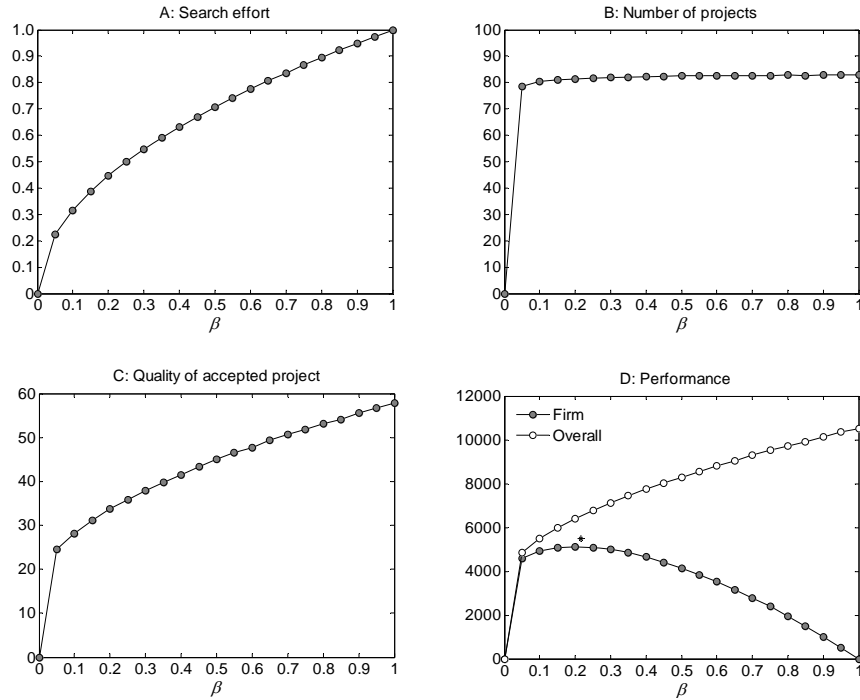 A: Search effort
1.0
0.9
0.8
0.7
0.6
0.5
0.4
0.3
0.2
0.1
0
0 0.1 0.2 0.3 0.4 0.5 0.6 0.7 0.8 0.9 1
β
B: Number of projects
100
90
80
70
60
50
40
30
20
10
0
0 0.1 0.2 0.3 0.4 0.5 0.6 0.7 0.8 0.9 1
β
C: Quality of accepted project
60
50
40
30
20
10
0
0 0.1 0.2 0.3 0.4 0.5 0.6 0.7 0.8 0.9 1
β
D: Performance
12000
10000
8000
6000
4000
2000
0
Firm
Overall
*
0 0.1 0.2 0.3 0.4 0.5 0.6 0.7 0.8 0.9 1
β